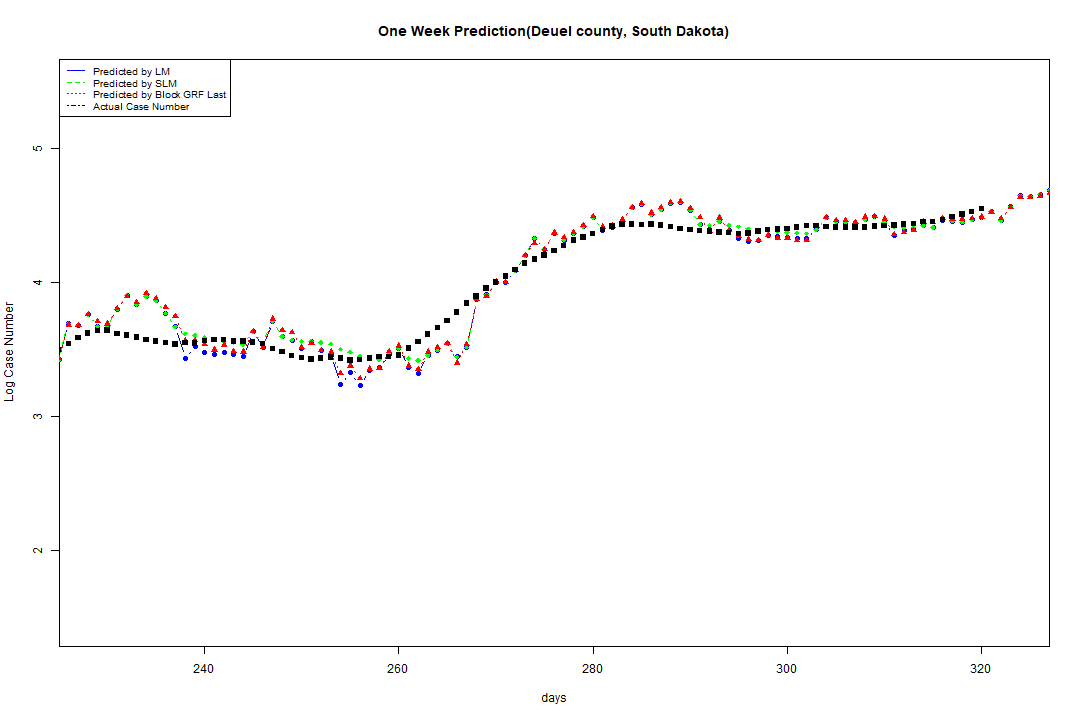 One Week Prediction(Deuel county, South Dakota)
Predicted by LM
Predicted by SLM
Predicted by Block GRF Last
Actual Case Number
5
4
3
2
Log Case Number
240 260 280 300 320
days